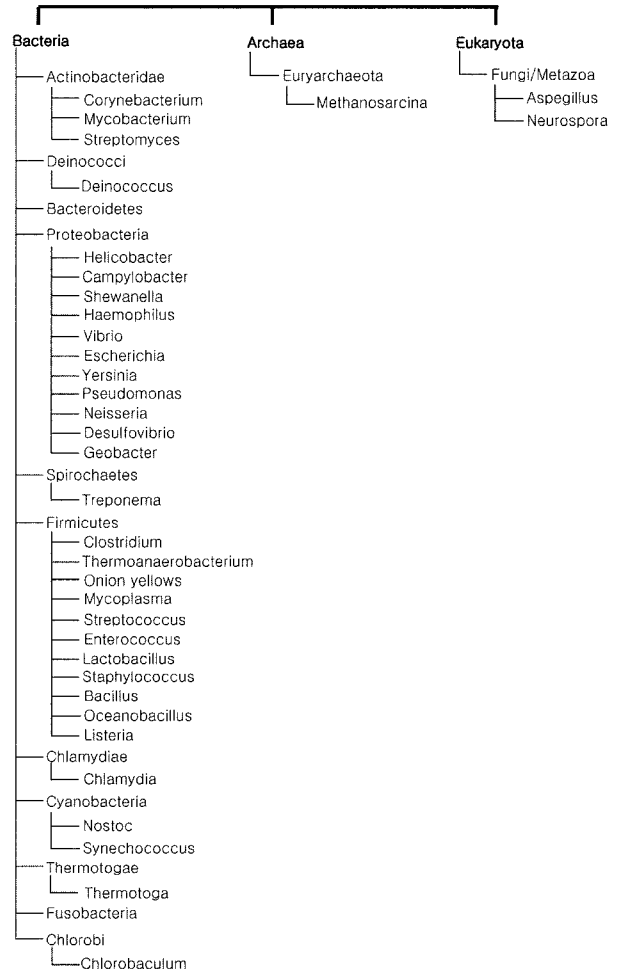 Bacteria
Actinobacteridae
Corynebacterium
Mycobacterium
Streptomyces
Deinococci
Deinococcus
Bacteroidetes
Proteobacteria
Helicobacter
Campylobacter
Shewanella
Haemophilus
Vibrio
Escherichia
Yersinia
Pseudomonas
Neisseria
Desulfovibrio
Geobacter
Spirochaetes
Treponema
Firmicutes
Clostridium
Thermoanaerobacterium
Onion yellows
Mycoplasma
Streptococcus
Enterococcus
Lactobacillus
Staphylococcus
Bacillus
Oceanobacillus
Listeria
Chlamydiae
Chlamydia
Cyanobacteria
Nostoc
Synechococcus
Thermotogae
Thermotoga
Fusobacteria
Chlorobi
Chlorobaculum
Archaea
Euryarchaeota
Methanosarcina
Eukaryota
Fungi/Metazoa
Aspegillus
Neurospora